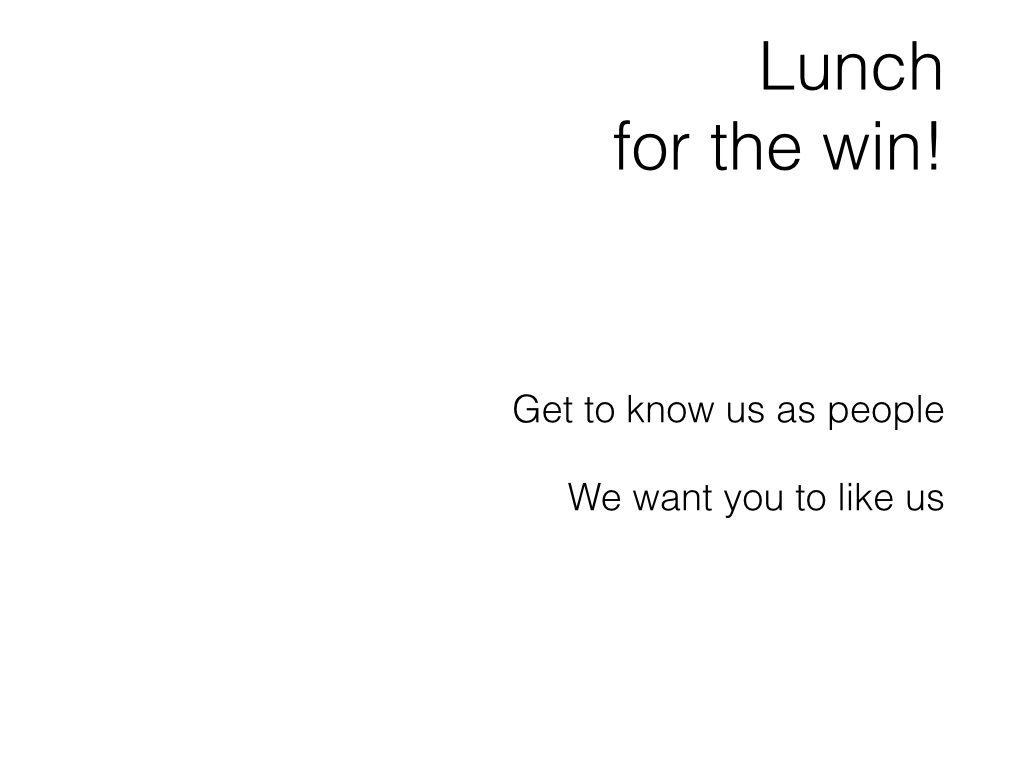 Lunch
for the win!
Get to know us as people
We want you to like us